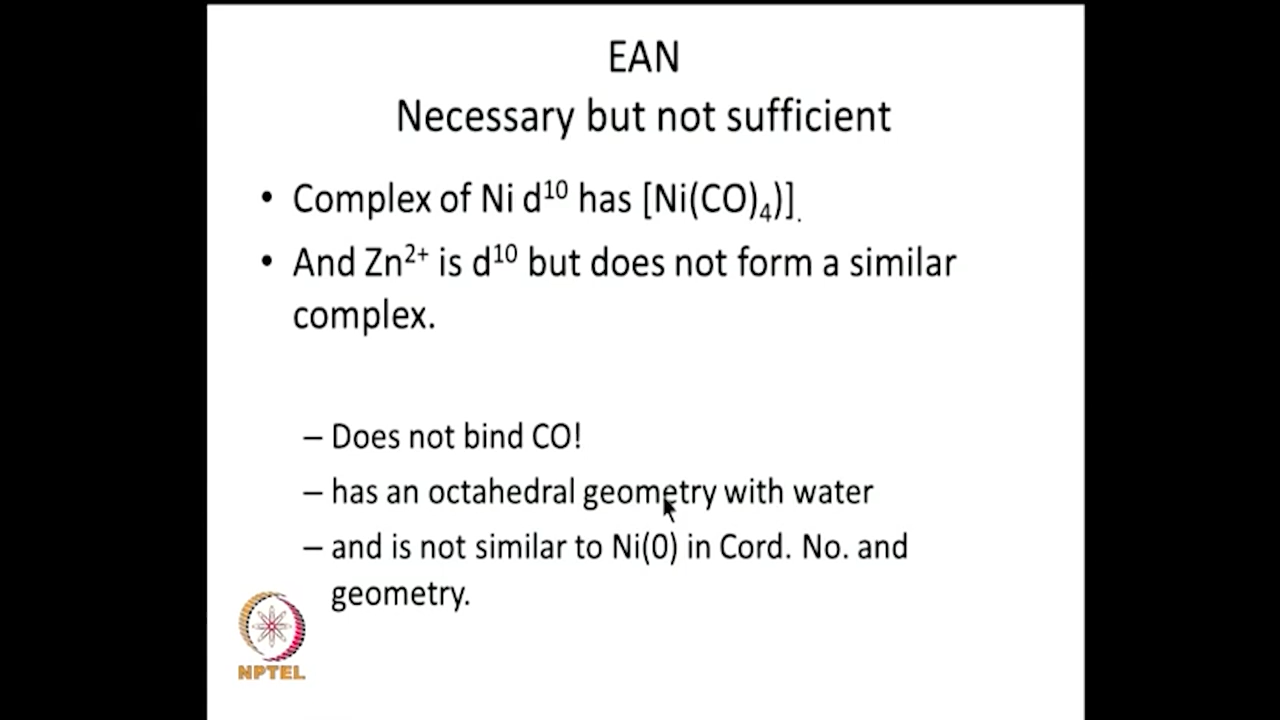 EAN
Necessary but not sufficient
• Complex of Ni d¹⁰ has [Ni(CO)₄)].
• And Zn²⁺ is d¹⁰ but does not form a similar
complex.
– Does not bind CO!
– has an octahedral geometry with water
– and is not similar to Ni(0) in Cord. No. and
geometry.
NPTEL